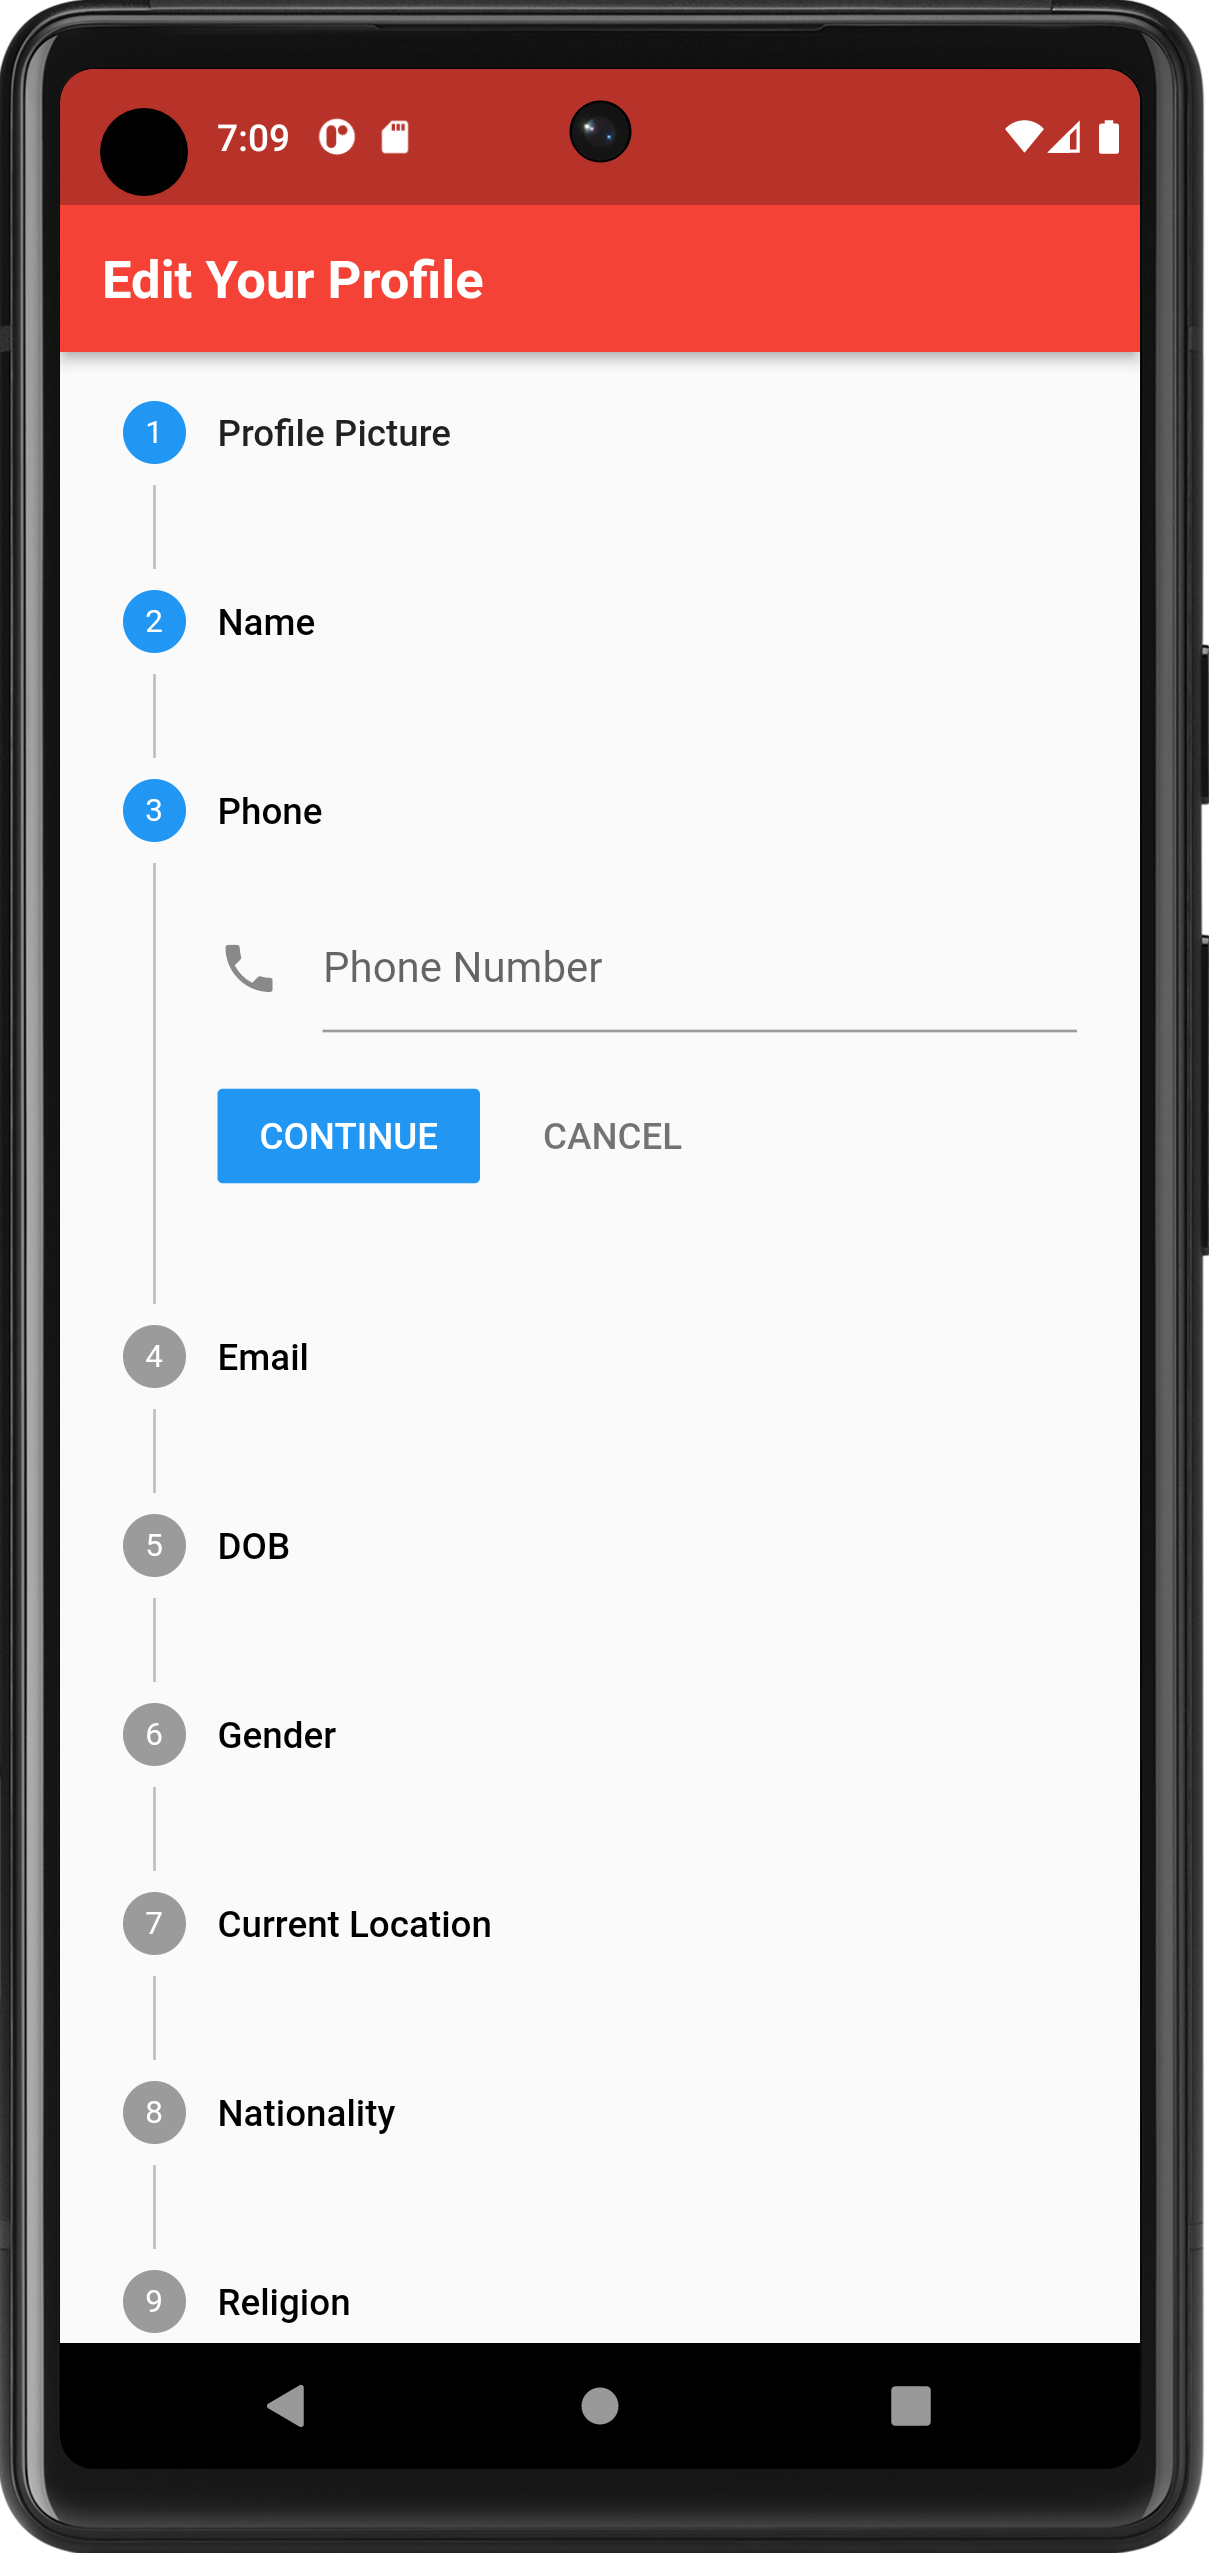 7:09
Edit Your Profile
1 Profile Picture
2 Name
3 Phone
Phone Number
CONTINUE CANCEL
4 Email
5 DOB
6 Gender
7 Current Location
8 Nationality
9 Religion